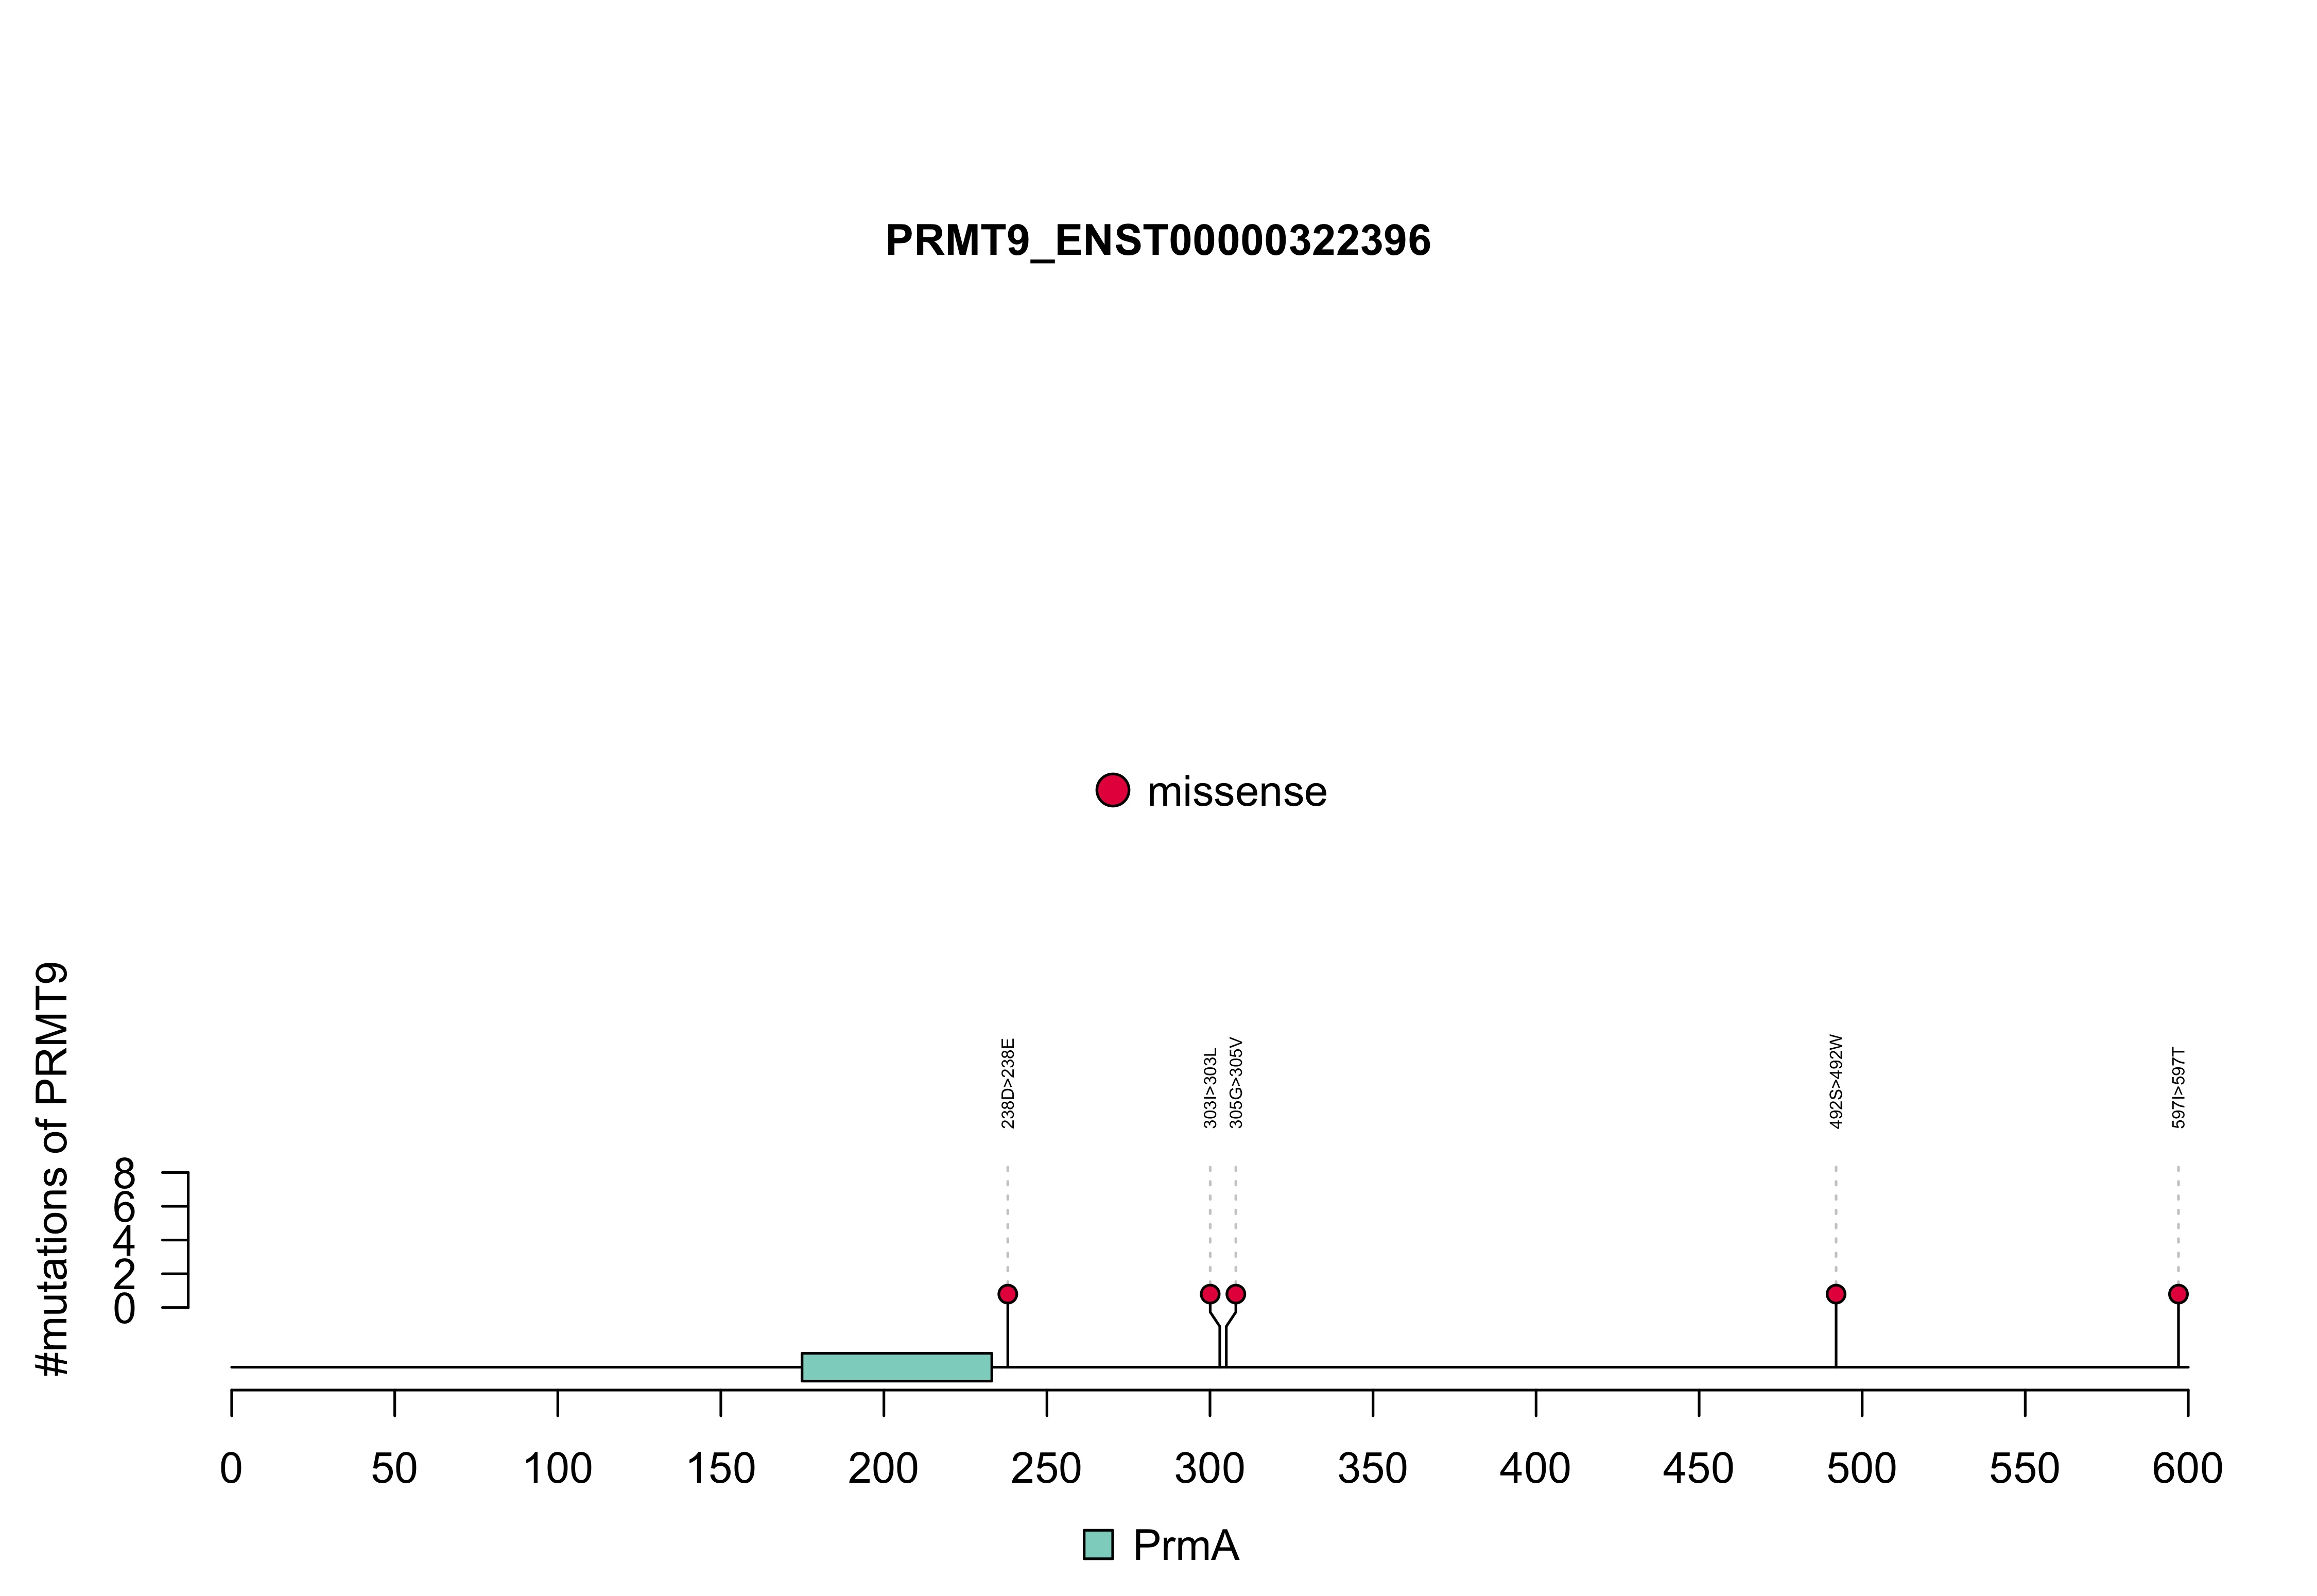 PRMT9_ENST00000322396
missense
#mutations of PRMT9
238D>238E
303I>303L
305G>305V
492S>492W
597I>597T
8
6
4
2
0
0 50 100 150 200 250 300 350 400 450 500 550 600
PrmA